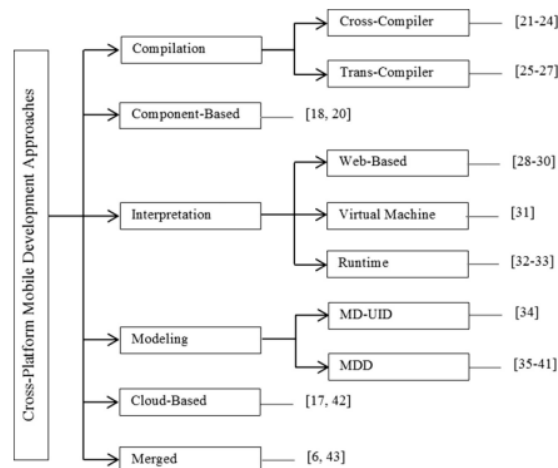 Cross-Platform Mobile Development Approaches
Compilation
Cross-Compiler
[21-24]
Trans-Compiler
[25-27]
Component-Based
[18, 20]
Interpretation
Web-Based
[28-30]
Virtual Machine
[31]
Runtime
[32-33]
Modeling
MD-UID
[34]
MDD
[35-41]
Cloud-Based
[17, 42]
Merged
[6, 43]